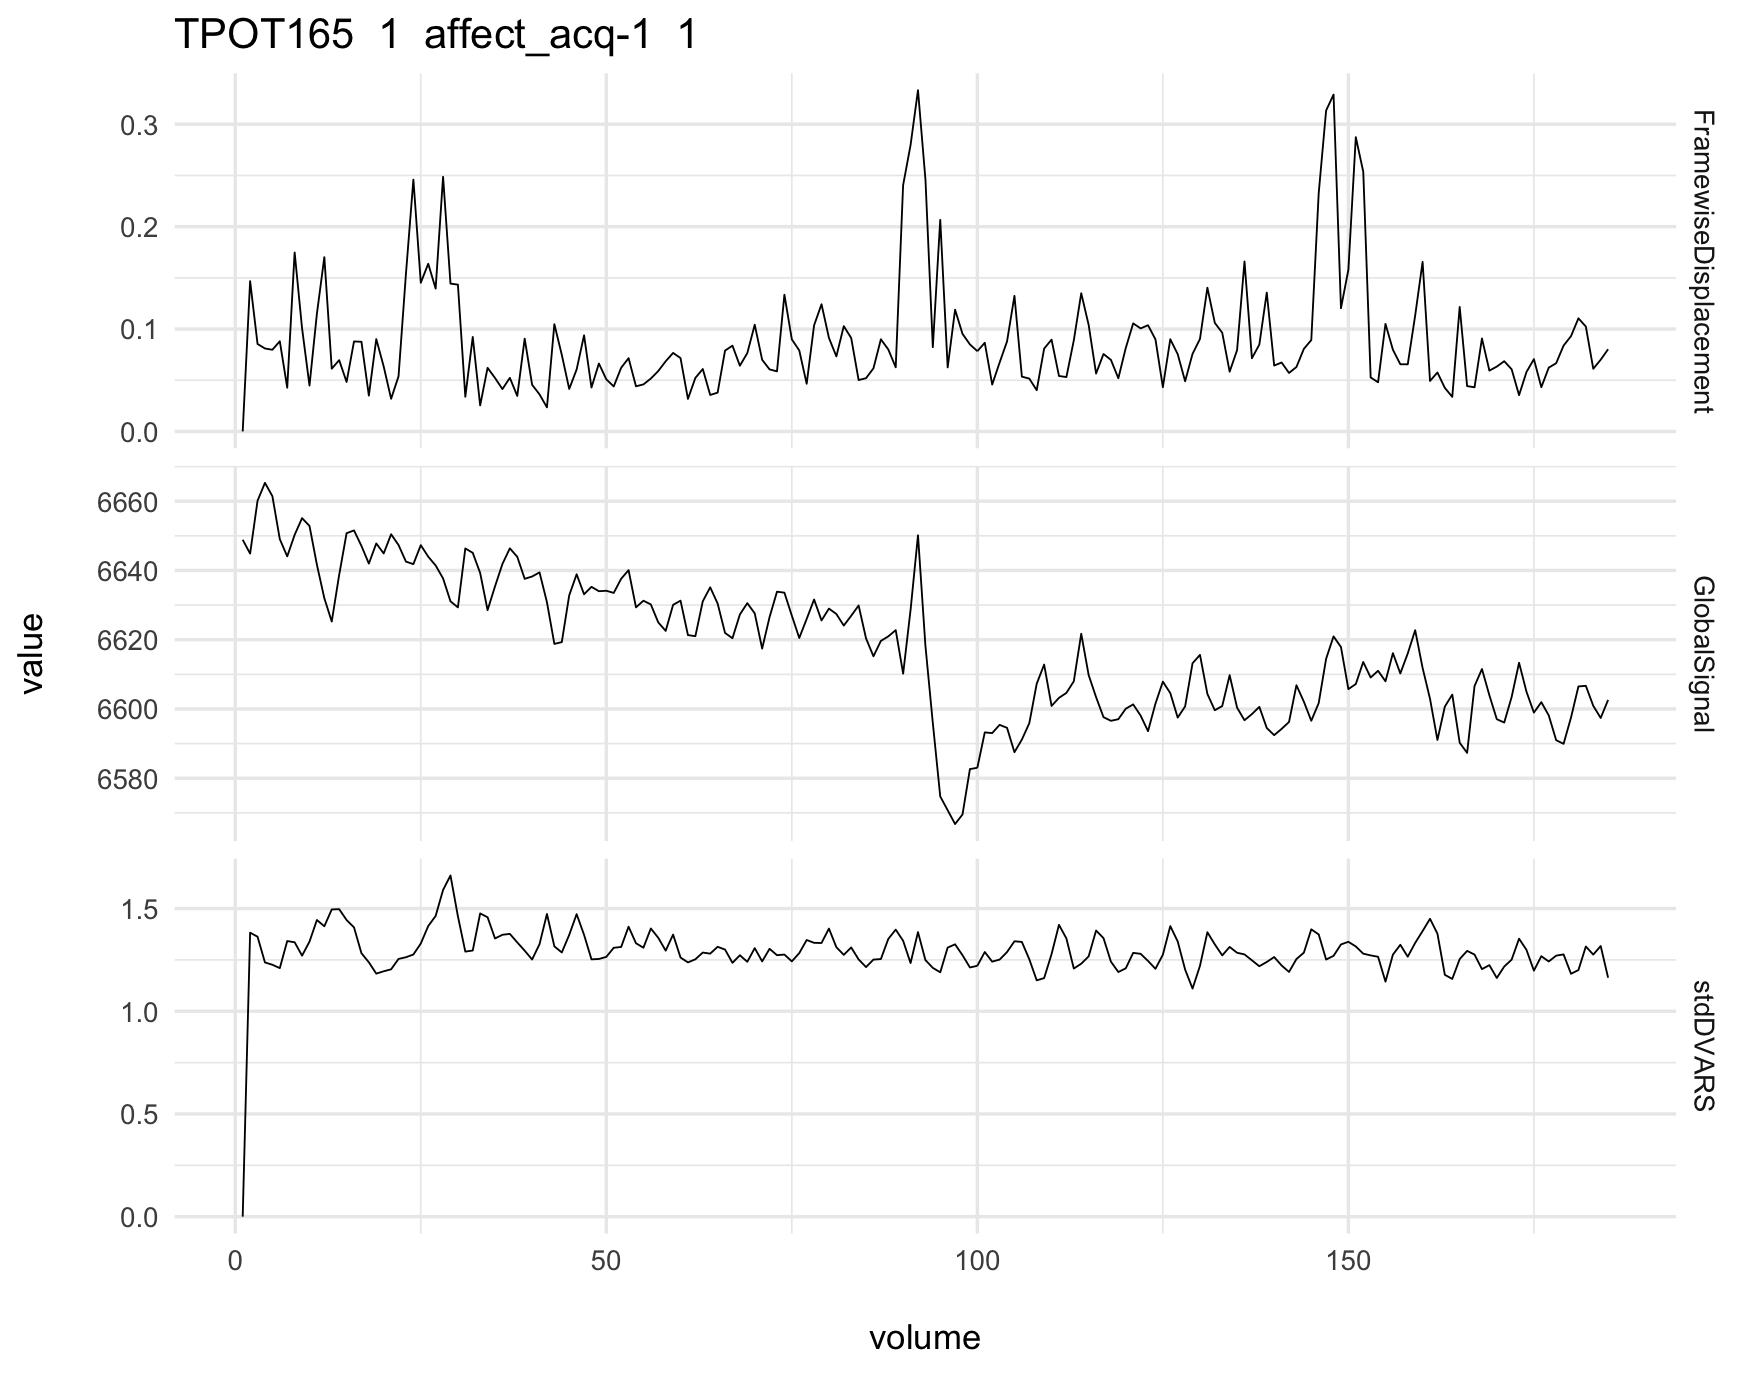 TPOT165  1  affect_acq-1  1
0.3
0.2
0.1
0.0
FramewiseDisplacement
6660
6640
6620
6600
6580
GlobalSignal
value
1.5
1.0
0.5
0.0
stdDVARS
0 50 100 150
volume